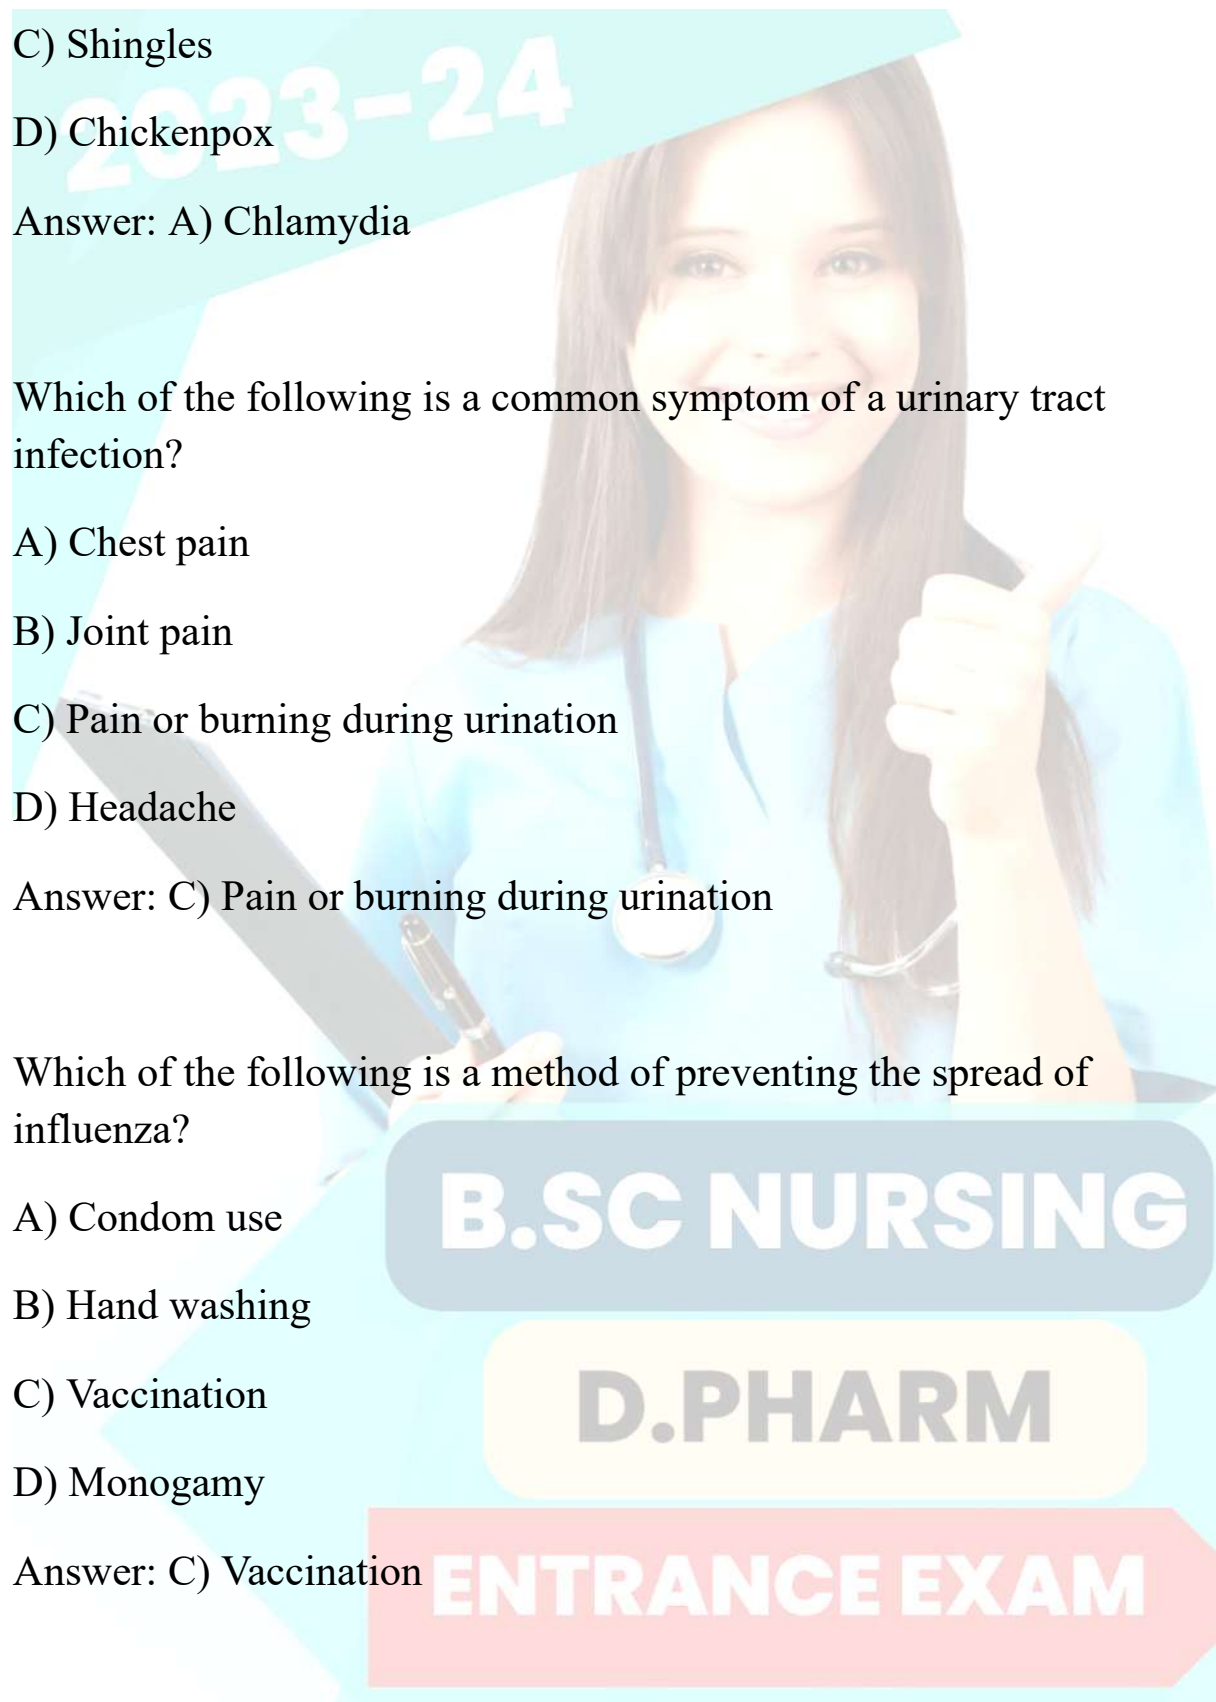 C) Shingles
2023-24
D) Chickenpox
Answer: A) Chlamydia
Which of the following is a common symptom of a urinary tract
infection?
A) Chest pain
B) Joint pain
C) Pain or burning during urination
D) Headache
Answer: C) Pain or burning during urination
Which of the following is a method of preventing the spread of
influenza?
A) Condom use
B.SC NURSING
B) Hand washing
C) Vaccination
D.PHARM
D) Monogamy
Answer: C) Vaccination
ENTRANCE EXAM